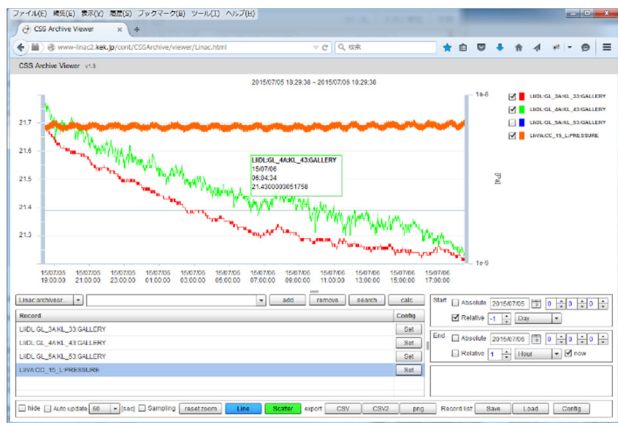 ファイル(F) 編集(E) 表示(V) 履歴(S) ブックマーク(B) ツール(T) ヘルプ(H)
CSS Archive Viewer
www-linac2.kek.jp/cont/CSSArchive/viewer/Linac.html
検索
CSS Archive Viewer v1.5
2015/07/05 18:29:38 - 2015/07/06 18:29:38
21.7
21.6
21.5
21.4
21.3
1e-8
[Pa]
1e-9
LIIDL:GL_3A:KL_33:GALLERY
LIIDL:GL_4A:KL_43:GALLERY
LIIDL:GL_5A:KL_53:GALLERY
LIIVA:CC_15_L:PRESSURE
LIIDL:GL_4A:KL_43:GALLERY
15/07/06
06:04:34
21.4300003051758
15/07/05 15/07/05 15/07/05 15/07/06 15/07/06 15/07/06 15/07/06 15/07/06 15/07/06 15/07/06 15/07/06 15/07/06
19:00:00 21:00:00 23:00:00 01:00:00 03:00:00 05:00:00 07:00:00 09:00:00 11:00:00 13:00:00 15:00:00 17:00:00
add remove search calc
Record Config
LIIDL:GL_3A:KL_33:GALLERY Set
LIIDL:GL_4A:KL_43:GALLERY Set
LIIDL:GL_5A:KL_53:GALLERY Set
LIIVA:CC_15_L:PRESSURE Set
Start Absolute 2015/07/05 0 0 0
Relative -1 Day
End Absolute 2015/07/06 0 0 0
Relative 1 Hour now
hide Auto update 60 [sec] Sampling reset zoom Line Scatter export CSV CSV2 png Record list Save Load Config